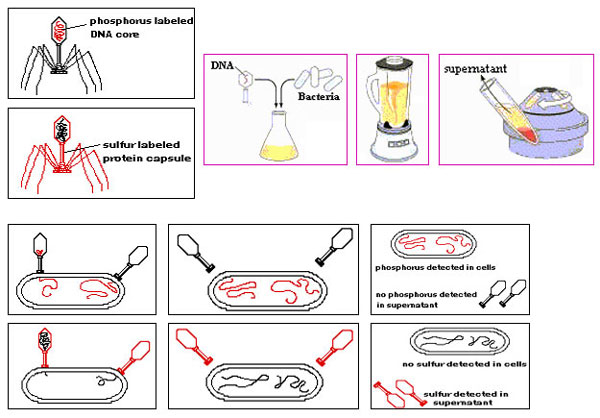 phosphorus labeled
DNA core
sulfur labeled
protein capsule
DNA
Bacteria
supernatant
phosphorus detected in cells
no phosphorus detected
in supernatant
no sulfur detected in cells
sulfur detected in
supernatant